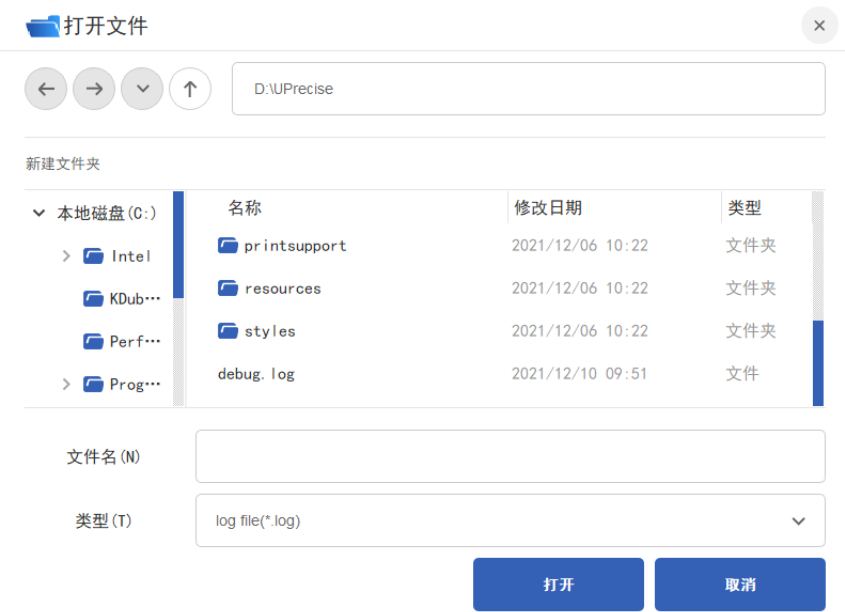 打开文件
D:\UPrecise
新建文件夹
名称 修改日期 类型
本地磁盘(C:)
Intel
KDub···
Perf···
Prog···
printsupport 2021/12/06 10:22 文件夹
resources 2021/12/06 10:22 文件夹
styles 2021/12/06 10:22 文件夹
debug.log 2021/12/10 09:51 文件
文件名(N)
类型(T) log file(*.log)
打开 取消